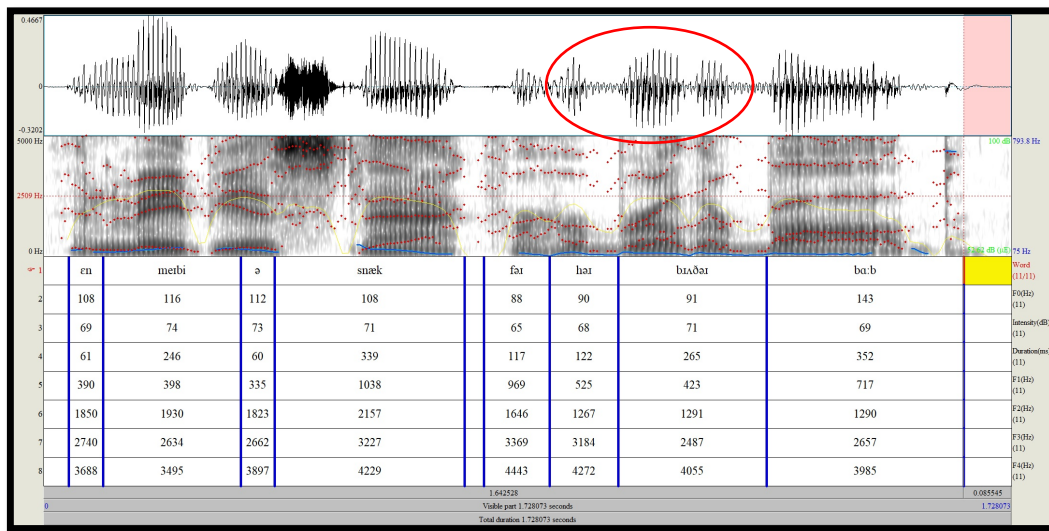 0.4667
0
-0.3202
5000 Hz 100 dB 793.8 Hz
2509 Hz
0 Hz 75 Hz
1 ɛn meɪbi ə snæk fəɪ həɪ bɪʌðəɪ bɑːb Word (11/11)
2 108 116 112 108 88 90 91 143 F0(Hz) (11)
3 69 74 73 71 65 68 71 69 Intensity(dB) (11)
4 61 246 60 339 117 122 265 352 Duration(ms) (11)
5 390 398 335 1038 969 525 423 717 F1(Hz) (11)
6 1850 1930 1823 2157 1646 1267 1291 1290 F2(Hz) (11)
7 2740 2634 2662 3227 3369 3184 2487 2657 F3(Hz) (11)
8 3688 3495 3897 4229 4443 4272 4055 3985 F4(Hz) (11)
1.642528 0.085545
0 Visible part 1.728073 seconds 1.728073
Total duration 1.728073 seconds